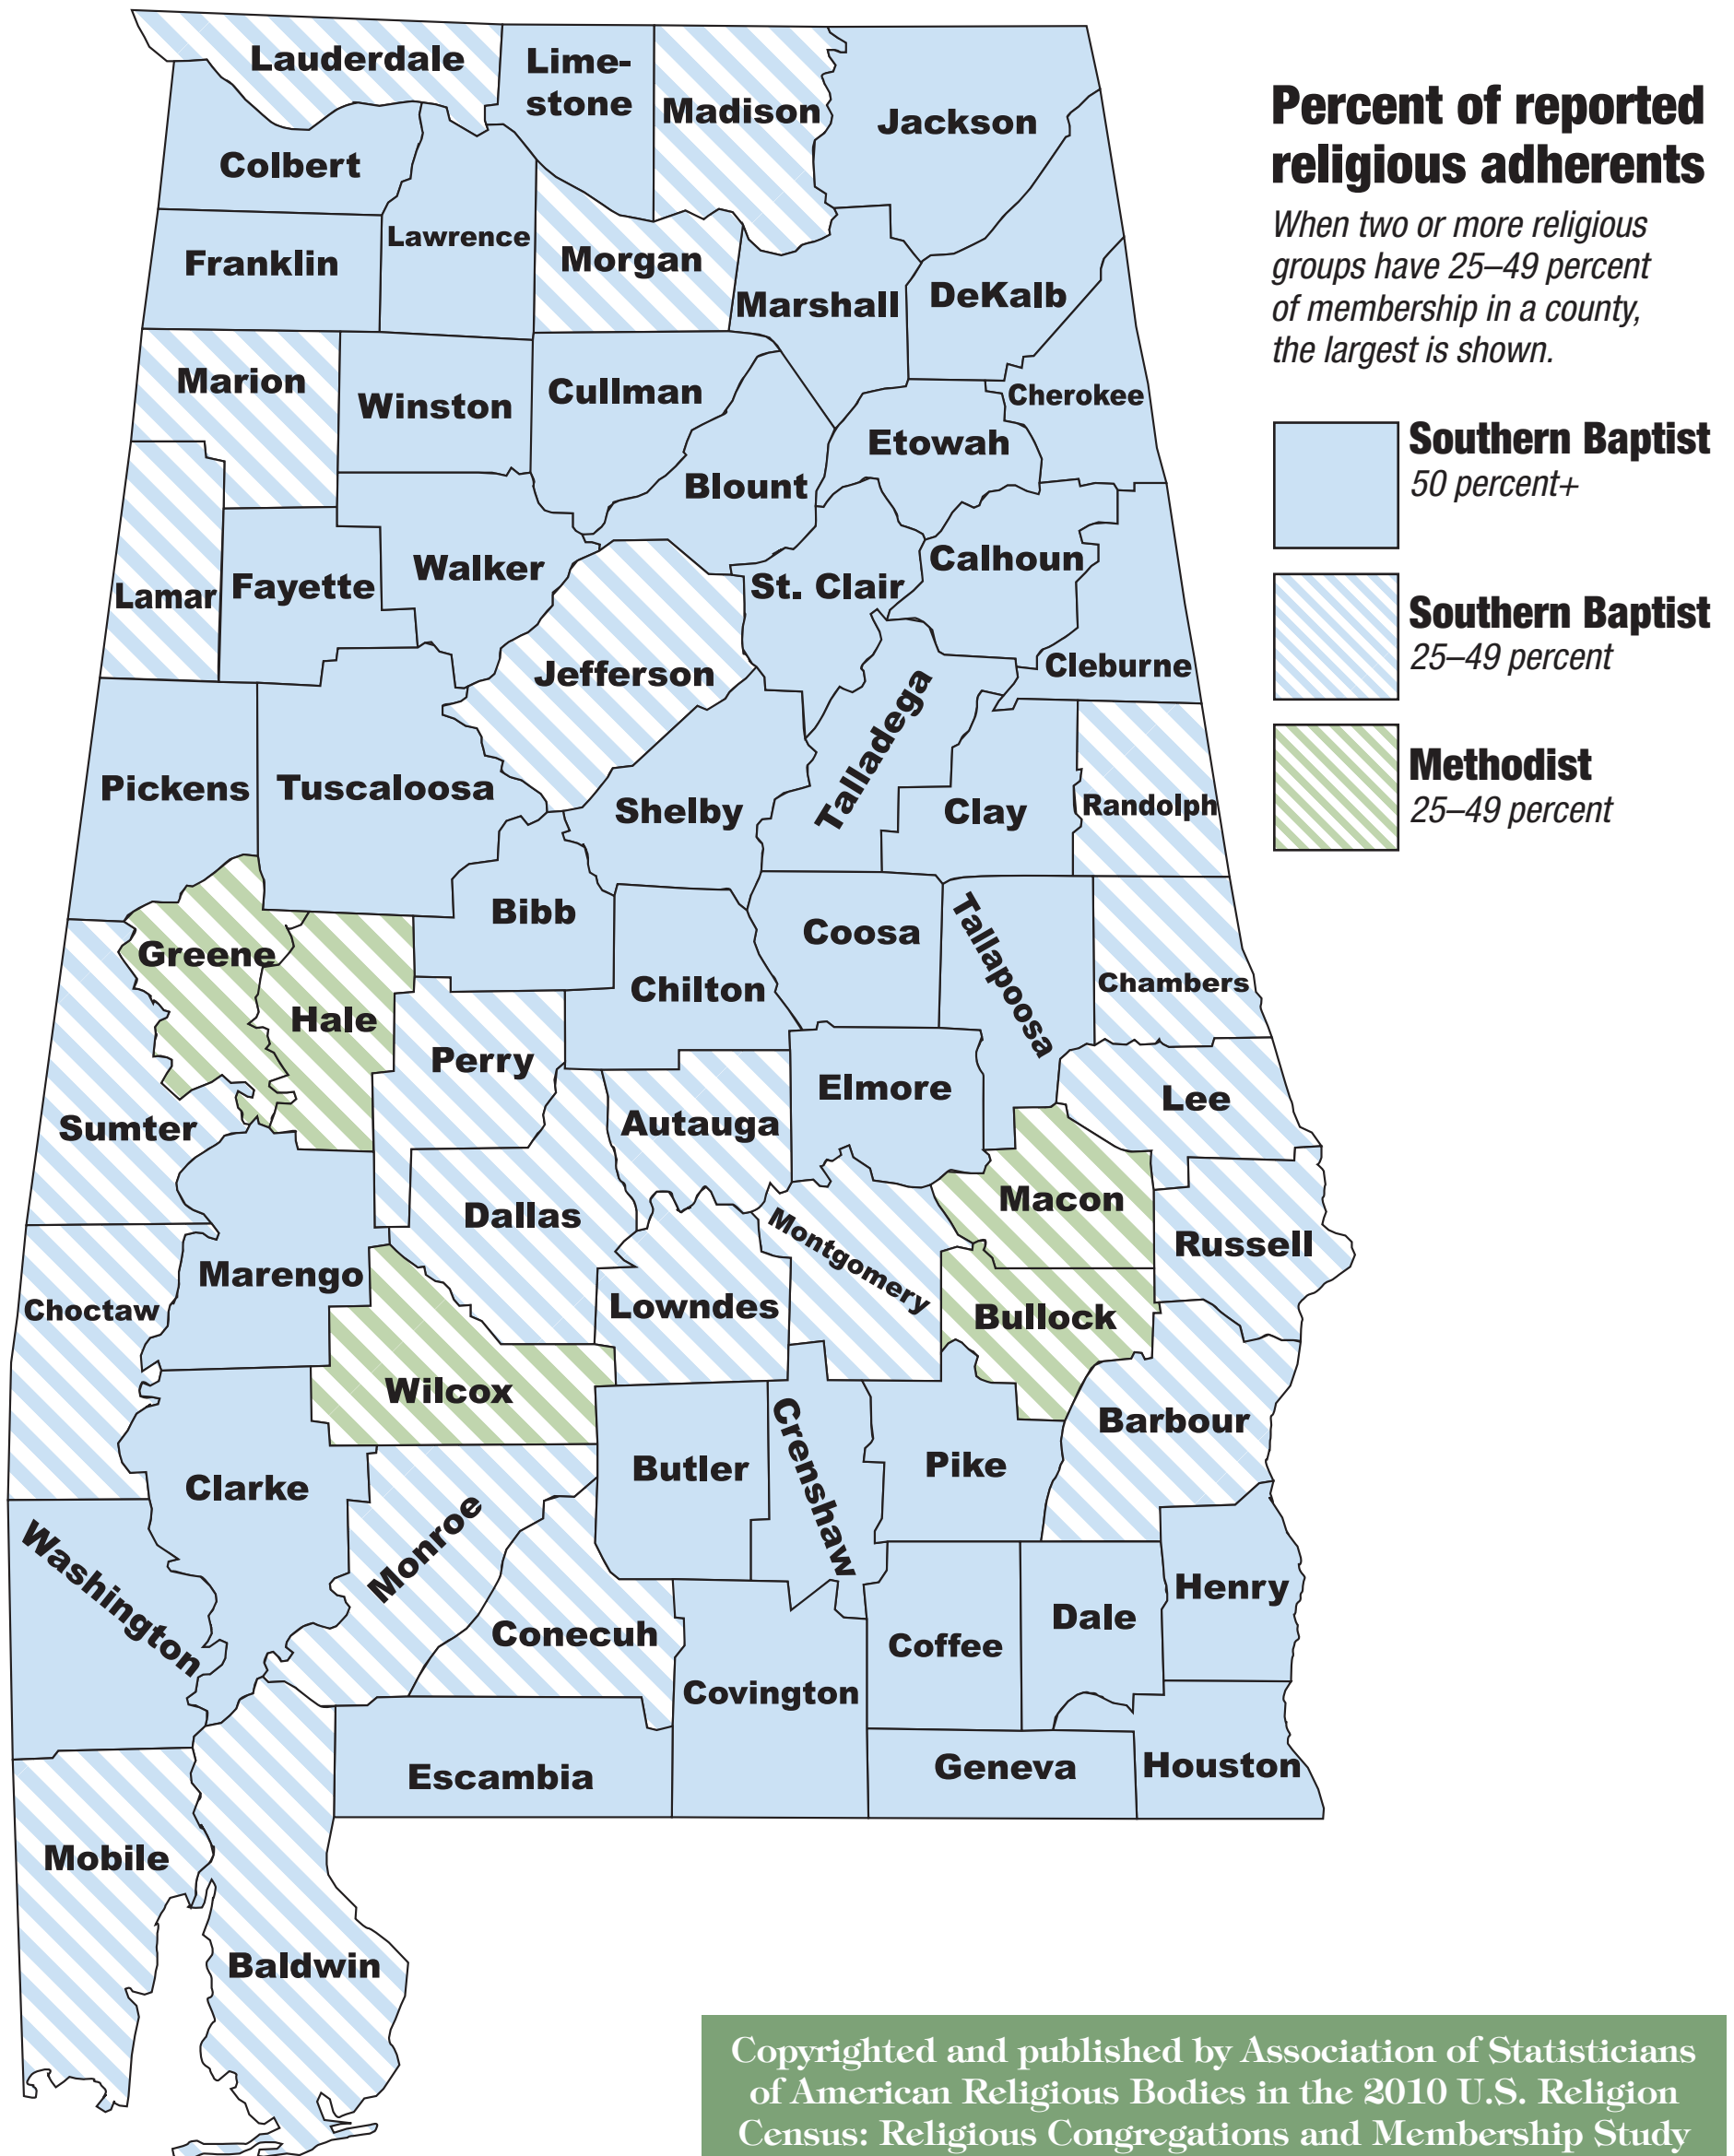 Percent of reported
religious adherents
When two or more religious
groups have 25–49 percent
of membership in a county,
the largest is shown.
Southern Baptist
50 percent+
Southern Baptist
25–49 percent
Methodist
25–49 percent
Lauderdale
Lime-
stone
Madison
Jackson
Colbert
Lawrence
Franklin
Morgan
Marshall
DeKalb
Marion
Winston
Cullman
Cherokee
Etowah
Blount
Lamar
Fayette
Walker
St. Clair
Calhoun
Jefferson
Cleburne
Talladega
Pickens
Tuscaloosa
Shelby
Clay
Randolph
Bibb
Coosa
Tallapoosa
Greene
Hale
Chilton
Chambers
Perry
Elmore
Lee
Sumter
Autauga
Macon
Dallas
Montgomery
Russell
Marengo
Choctaw
Lowndes
Bullock
Wilcox
Barbour
Crenshaw
Butler
Pike
Clarke
Monroe
Washington
Henry
Conecuh
Dale
Coffee
Covington
Escambia
Geneva
Houston
Mobile
Baldwin
Copyrighted and published by Association of Statisticians
of American Religious Bodies in the 2010 U.S. Religion
Census: Religious Congregations and Membership Study